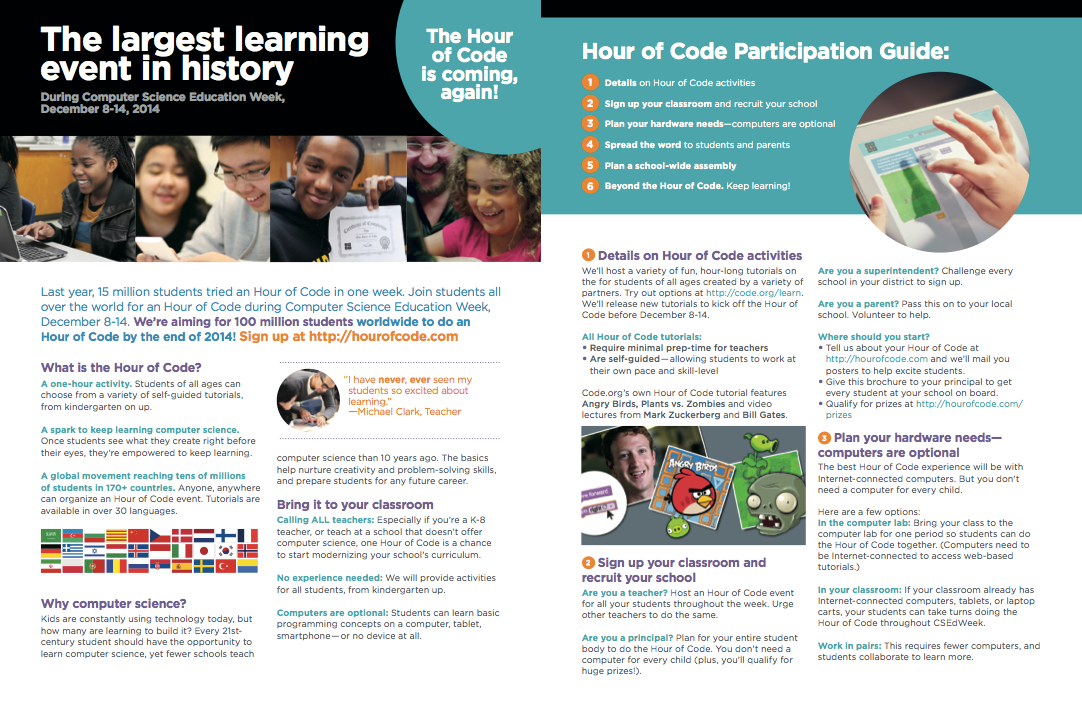 The largest learning
event in history
During Computer Science Education Week,
December 8-14, 2014
The Hour
of Code
is coming,
again!
Last year, 15 million students tried an Hour of Code in one week. Join students all
over the world for an Hour of Code during Computer Science Education Week,
December 8-14. We're aiming for 100 million students worldwide to do an
Hour of Code by the end of 2014! Sign up at http://hourofcode.com
What is the Hour of Code?
A one-hour activity. Students of all ages can
choose from a variety of self-guided tutorials,
from kindergarten on up.
A spark to keep learning computer science.
Once students see what they create right before
their eyes, they're empowered to keep learning.
A global movement reaching tens of millions
of students in 170+ countries. Anyone, anywhere
can organize an Hour of Code event. Tutorials are
available in over 30 languages.
Why computer science?
Kids are constantly using technology today, but
how many are learning to build it? Every 21st-
century student should have the opportunity to
learn computer science, yet fewer schools teach
"I have never, ever seen my
students so excited about
learning."
—Michael Clark, Teacher
computer science than 10 years ago. The basics
help nurture creativity and problem-solving skills,
and prepare students for any future career.
Bring it to your classroom
Calling ALL teachers: Especially if you're a K-8
teacher, or teach at a school that doesn't offer
computer science, one Hour of Code is a chance
to start modernizing your school's curriculum.
No experience needed: We will provide activities
for all students, from kindergarten up.
Computers are optional: Students can learn basic
programming concepts on a computer, tablet,
smartphone—or no device at all.
Hour of Code Participation Guide:
1 Details on Hour of Code activities
2 Sign up your classroom and recruit your school
3 Plan your hardware needs—computers are optional
4 Spread the word to students and parents
5 Plan a school-wide assembly
6 Beyond the Hour of Code. Keep learning!
1 Details on Hour of Code activities
We'll host a variety of fun, hour-long tutorials on
the for students of all ages created by a variety of
partners. Try out options at http://code.org/learn.
We'll release new tutorials to kick off the Hour of
Code before December 8-14.
All Hour of Code tutorials:
• Require minimal prep-time for teachers
• Are self-guided—allowing students to work at
their own pace and skill-level
Code.org's own Hour of Code tutorial features
Angry Birds, Plants vs. Zombies and video
lectures from Mark Zuckerberg and Bill Gates.
ANGRY BIRDS
2 Sign up your classroom and
recruit your school
Are you a teacher? Host an Hour of Code event
for all your students throughout the week. Urge
other teachers to do the same.
Are you a principal? Plan for your entire student
body to do the Hour of Code. You don't need a
computer for every child (plus, you'll qualify for
huge prizes!).
Are you a superintendent? Challenge every
school in your district to sign up.
Are you a parent? Pass this on to your local
school. Volunteer to help.
Where should you start?
• Tell us about your Hour of Code at
http://hourofcode.com and we'll mail you
posters to help excite students.
• Give this brochure to your principal to get
every student at your school on board.
• Qualify for prizes at http://hourofcode.com/
prizes
3 Plan your hardware needs—
computers are optional
The best Hour of Code experience will be with
Internet-connected computers. But you don't
need a computer for every child.
Here are a few options:
In the computer lab: Bring your class to the
computer lab for one period so students can do
the Hour of Code together. (Computers need to
be Internet-connected to access web-based
tutorials.)
In your classroom: If your classroom already has
Internet-connected computers, tablets, or laptop
carts, your students can take turns doing the
Hour of Code throughout CSEdWeek.
Work in pairs: This requires fewer computers, and
students collaborate to learn more.